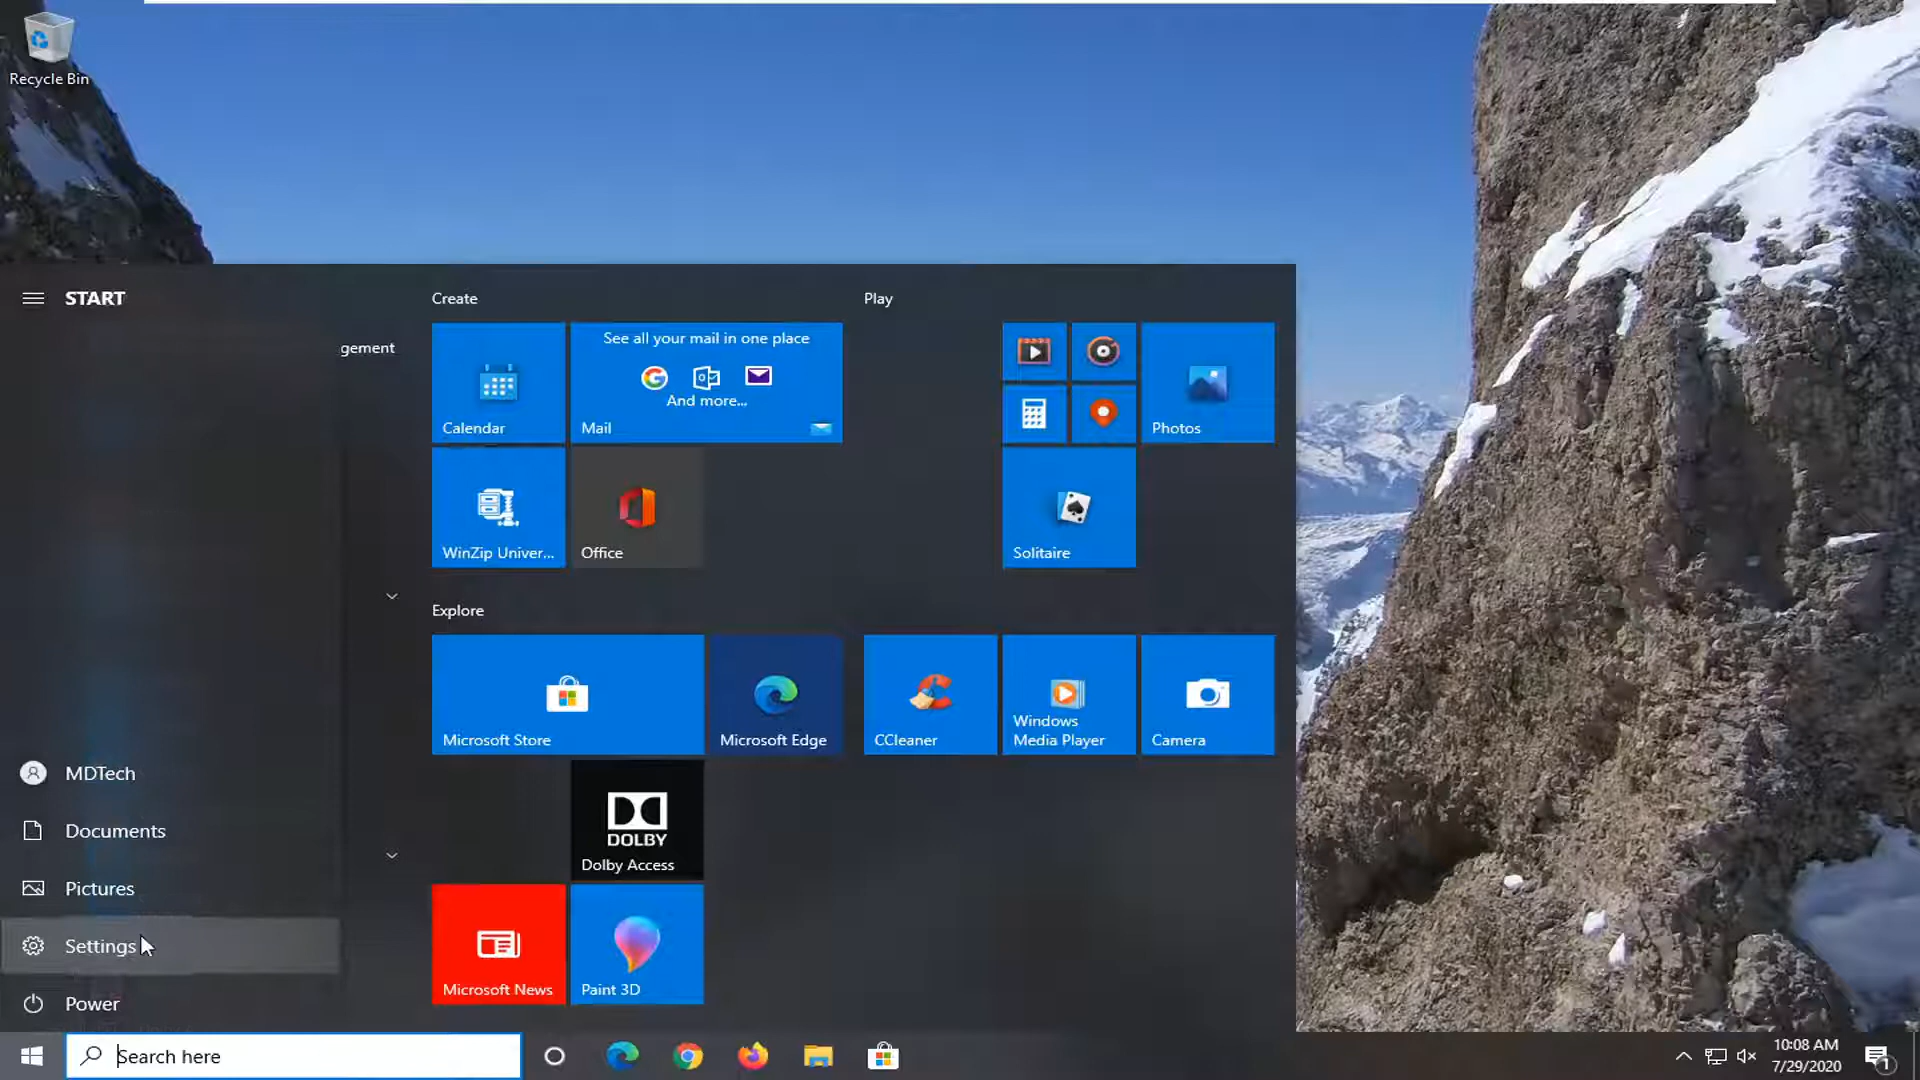 Recycle Bin
START
gement
Create
Play
See all your mail in one place
And more...
Calendar
Mail
Photos
WinZip Univer...
Office
Solitaire
Explore
Microsoft Store
Microsoft Edge
CCleaner
Windows
Media Player
Camera
MDTech
Documents
DOLBY
Dolby Access
Pictures
Settings
Microsoft News
Paint 3D
Power
Search here
10:08 AM
7/29/2020
1